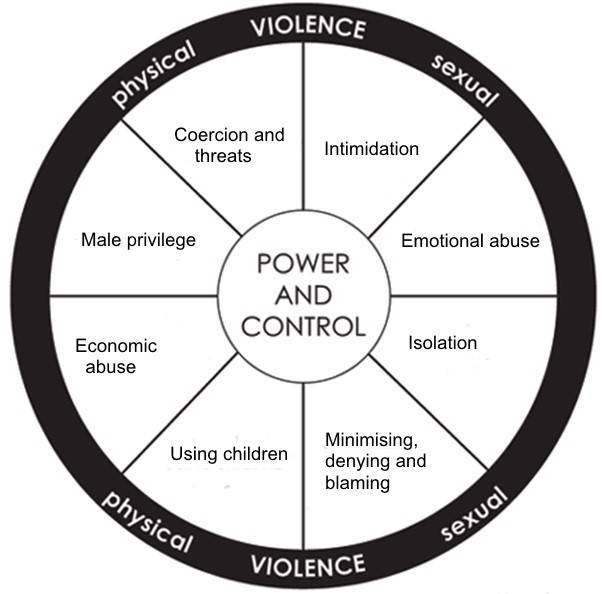 physical VIOLENCE sexual
Coercion and
threats
Intimidation
Male privilege
Emotional abuse
POWER
AND
CONTROL
Economic
abuse
Isolation
Using children
Minimising,
denying and
blaming
physical VIOLENCE sexual